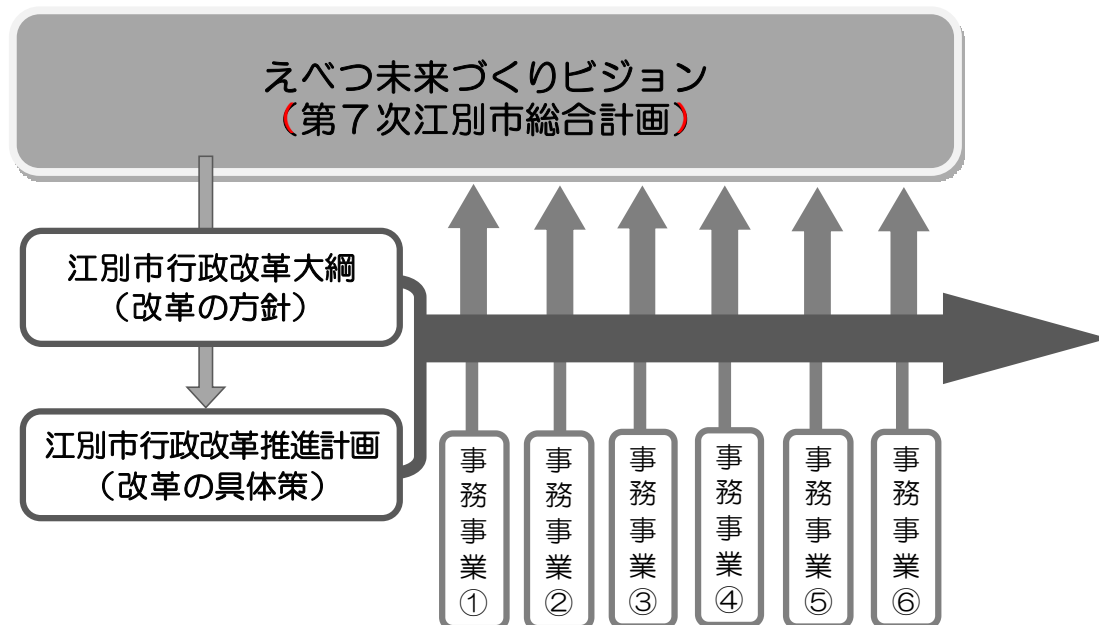 えべつ未来づくりビジョン
（第７次江別市総合計画）
江別市行政改革大綱
（改革の方針）
江別市行政改革推進計画
（改革の具体策）
事務事業①
事務事業②
事務事業③
事務事業④
事務事業⑤
事務事業⑥